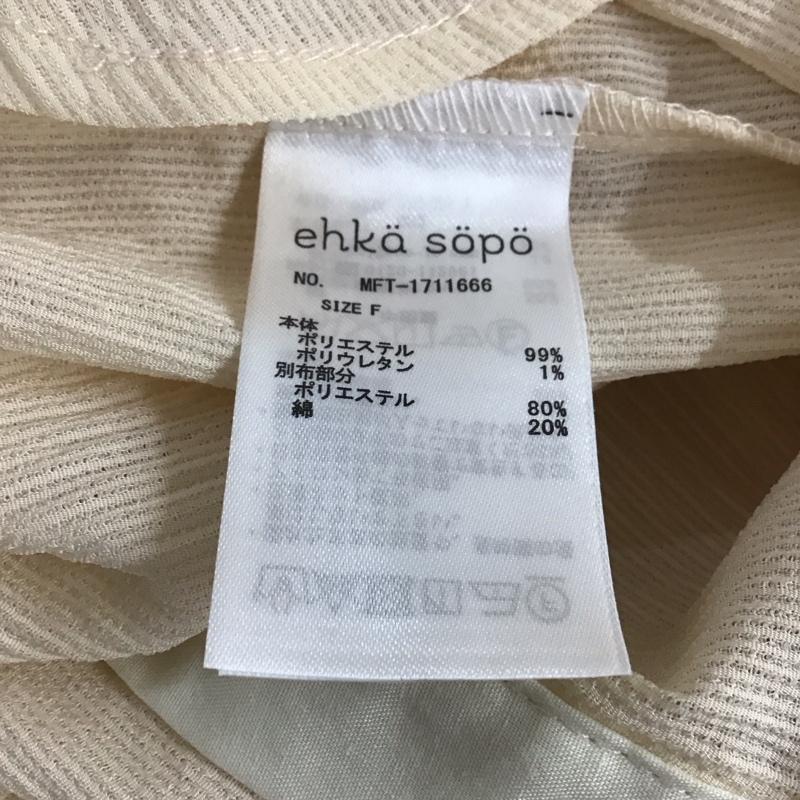 ehkä söpö
NO. MFT-1711666
SIZE F
本体
ポリエステル 99%
ポリウレタン 1%
別布部分
ポリエステル 80%
綿 20%